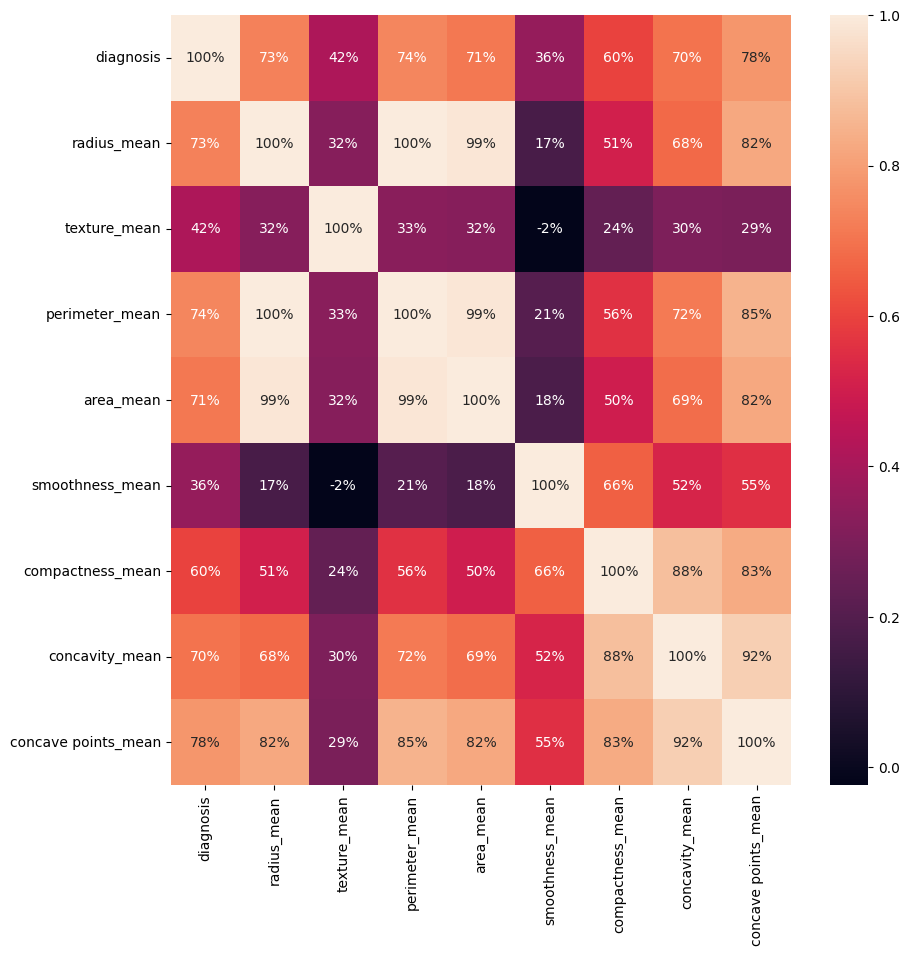 diagnosis 100% 73% 42% 74% 71% 36% 60% 70% 78%
radius_mean 73% 100% 32% 100% 99% 17% 51% 68% 82%
texture_mean 42% 32% 100% 33% 32% -2% 24% 30% 29%
perimeter_mean 74% 100% 33% 100% 99% 21% 56% 72% 85%
area_mean 71% 99% 32% 99% 100% 18% 50% 69% 82%
smoothness_mean 36% 17% -2% 21% 18% 100% 66% 52% 55%
compactness_mean 60% 51% 24% 56% 50% 66% 100% 88% 83%
concavity_mean 70% 68% 30% 72% 69% 52% 88% 100% 92%
concave points_mean 78% 82% 29% 85% 82% 55% 83% 92% 100%
diagnosis
radius_mean
texture_mean
perimeter_mean
area_mean
smoothness_mean
compactness_mean
concavity_mean
concave points_mean
1.0
0.8
0.6
0.4
0.2
0.0